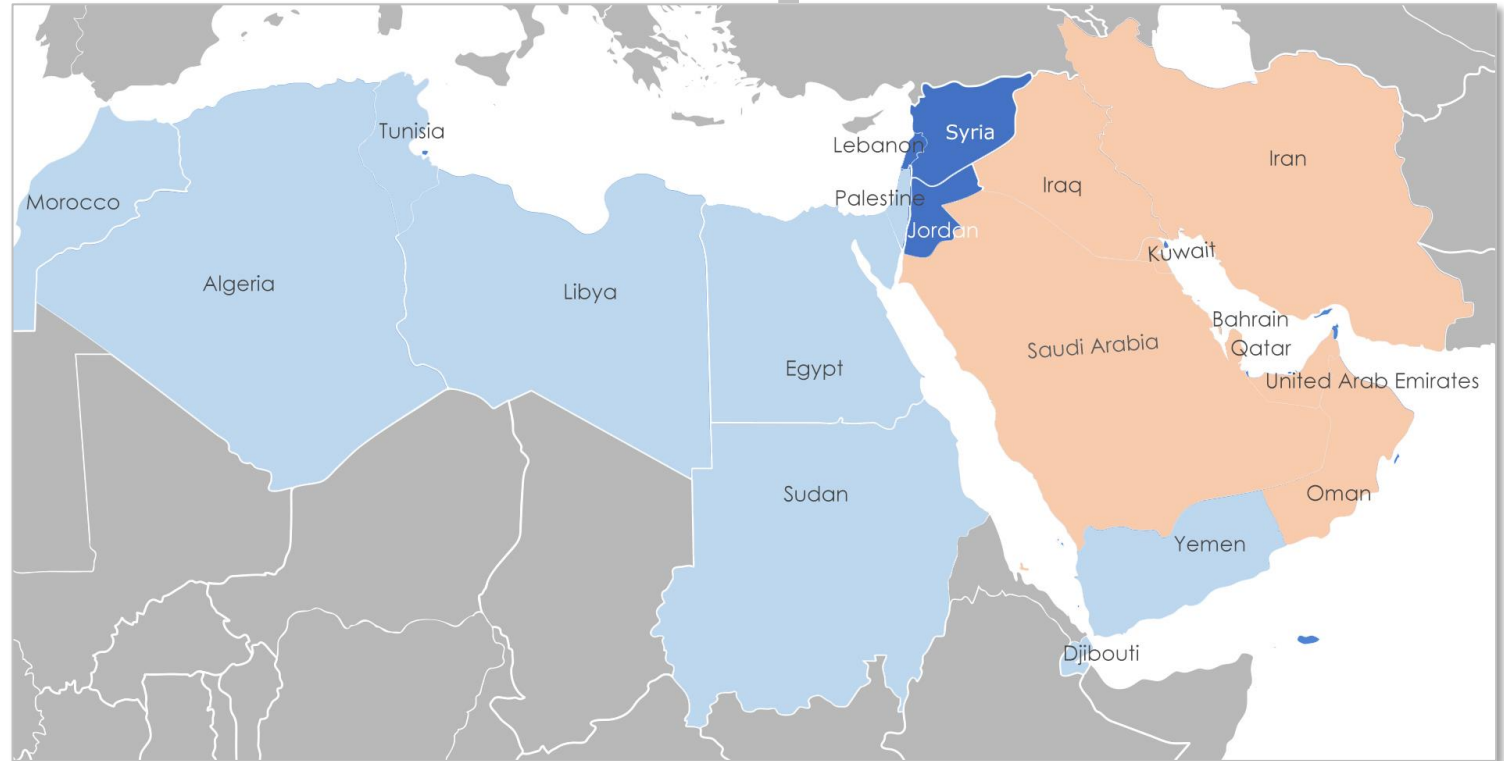 Tunisia
Syria
Lebanon
Iran
Iraq
Morocco
Palestine
Jordan
Kuwait
Algeria
Libya
Bahrain
Saudi Arabia
Qatar
Egypt
United Arab Emirates
Sudan
Oman
Yemen
Djibouti